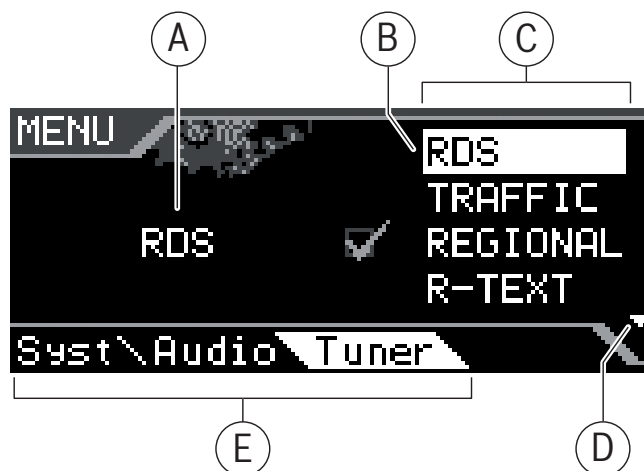 A B C
MENU
RDS
TRAFFIC
RDS REGIONAL
R-TEXT
Syst\Audio\Tuner
E D